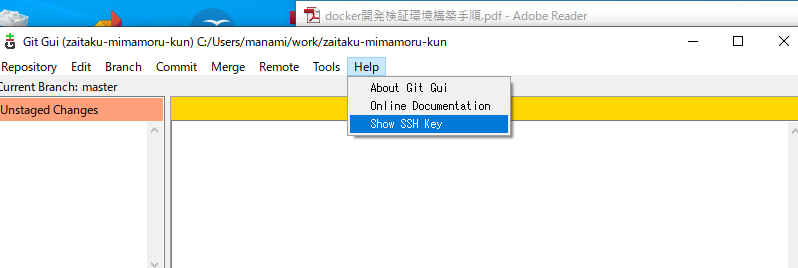 docker開発検証環境構築手順.pdf - Adobe Reader
Git Gui (zaitaku-mimamoru-kun) C:/Users/manami/work/zaitaku-mimamoru-kun
Repository Edit Branch Commit Merge Remote Tools Help
Current Branch: master
About Git Gui
Online Documentation
Show SSH Key
Unstaged Changes